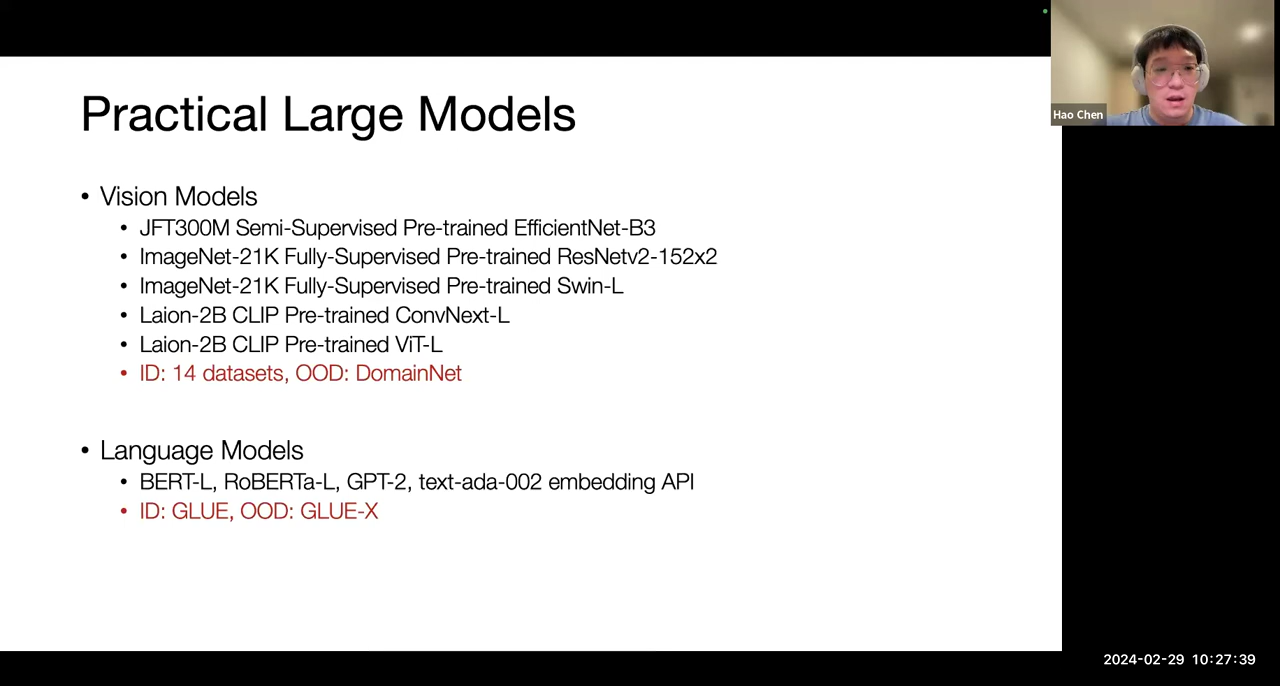 Practical Large Models
• Vision Models
• JFT300M Semi-Supervised Pre-trained EfficientNet-B3
• ImageNet-21K Fully-Supervised Pre-trained ResNetv2-152x2
• ImageNet-21K Fully-Supervised Pre-trained Swin-L
• Laion-2B CLIP Pre-trained ConvNext-L
• Laion-2B CLIP Pre-trained ViT-L
• ID: 14 datasets, OOD: DomainNet
• Language Models
• BERT-L, RoBERTa-L, GPT-2, text-ada-002 embedding API
• ID: GLUE, OOD: GLUE-X
Hao Chen
2024-02-29 10:27:39